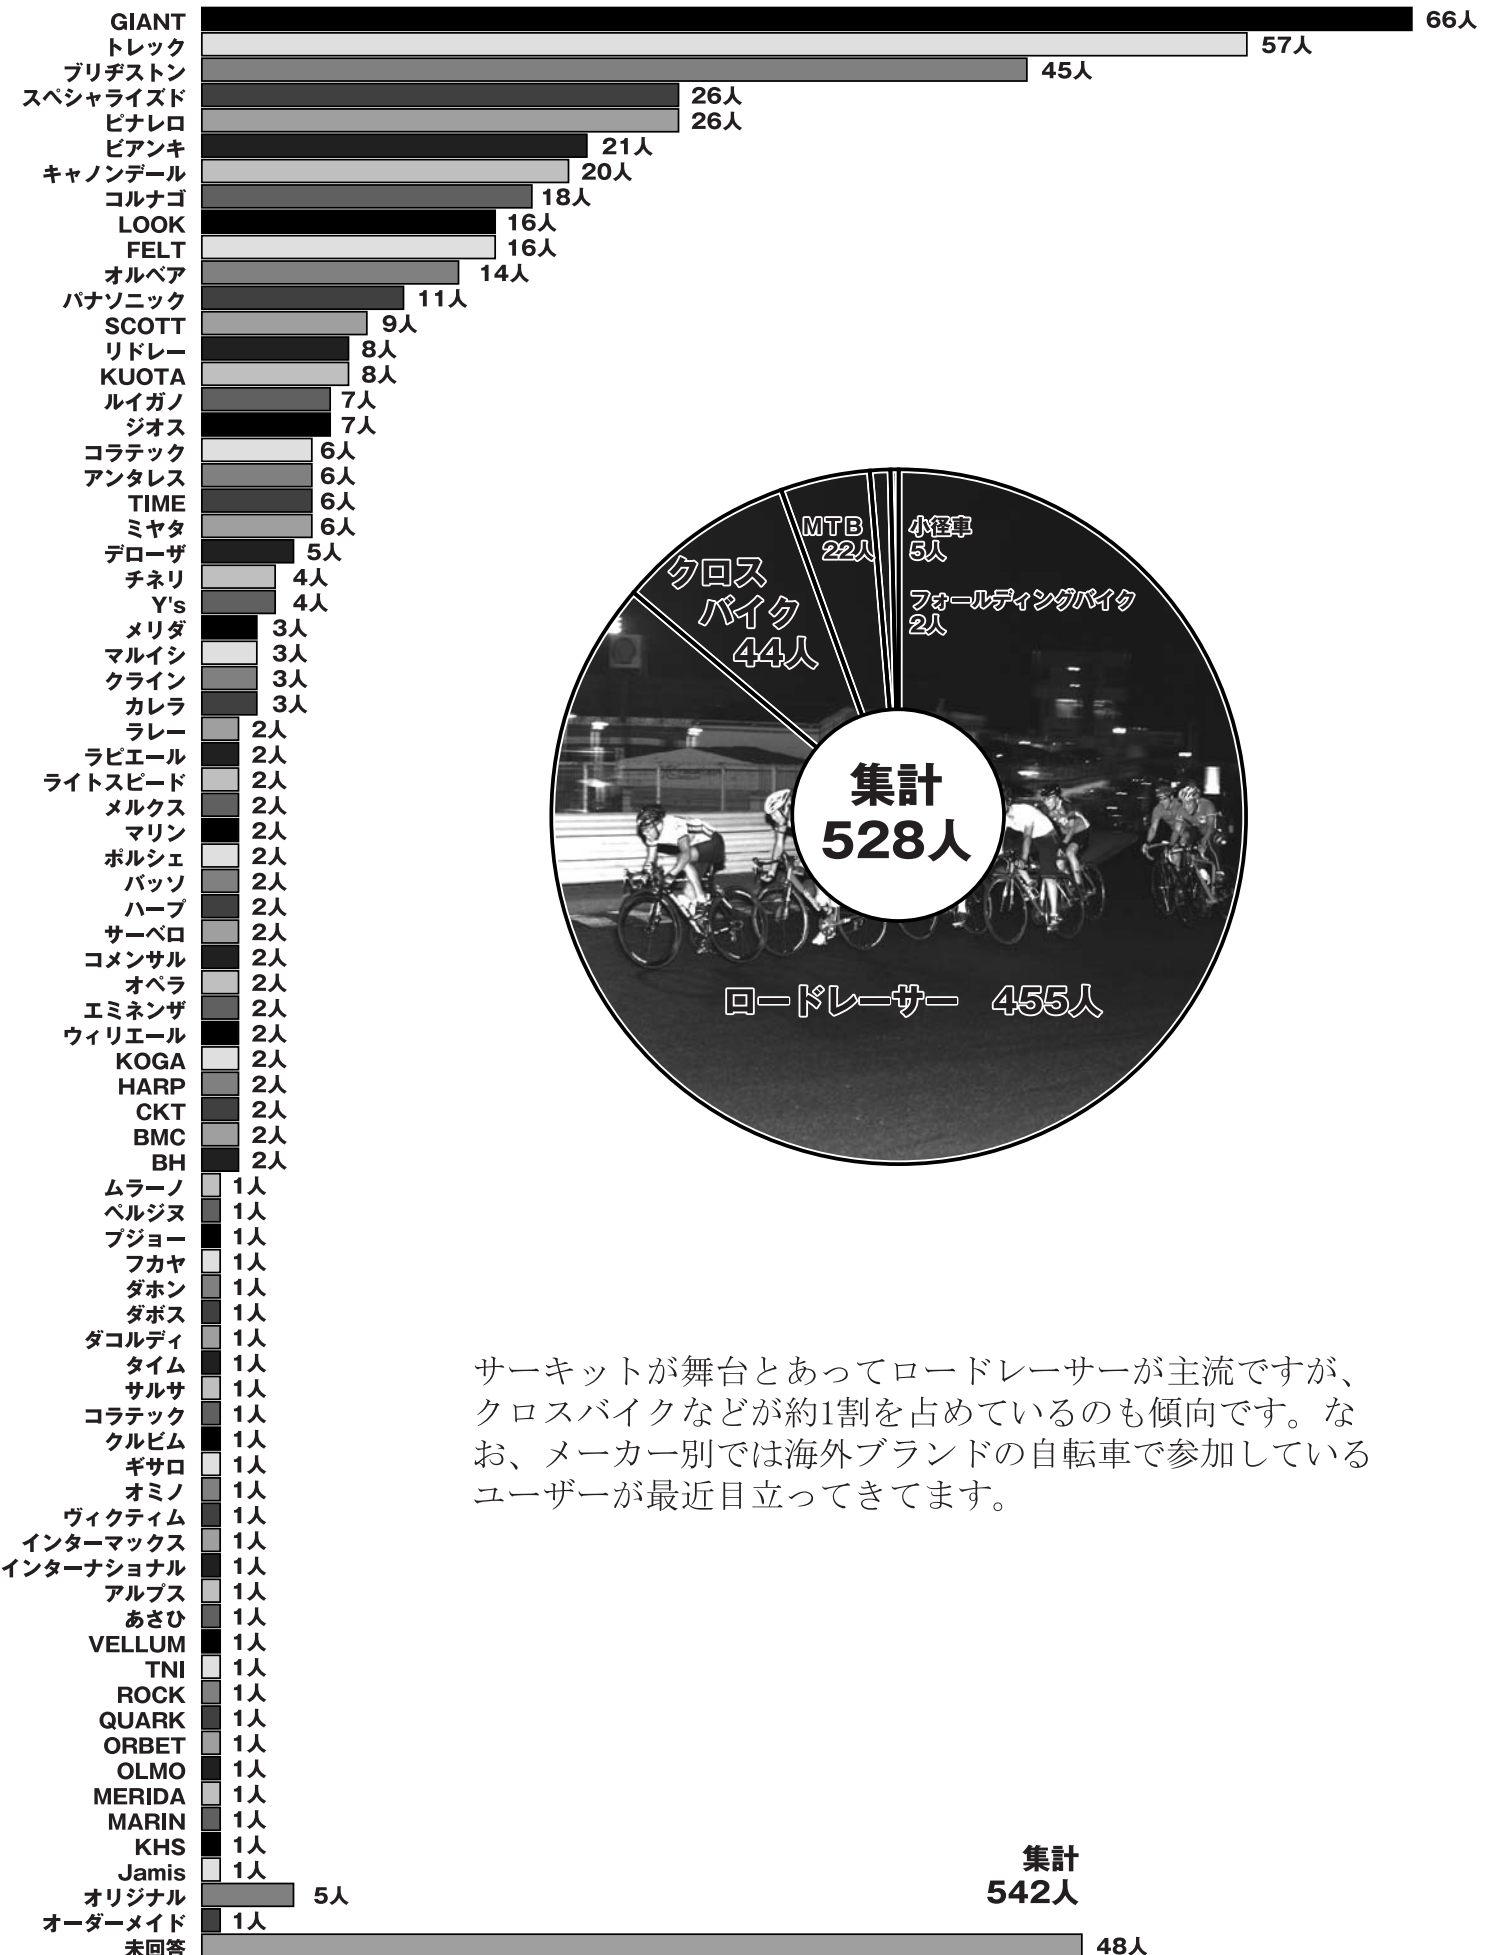 GIANT 66人
トレック 57人
ブリヂストン 45人
スペシャライズド 26人
ピナレロ 26人
ビアンキ 21人
キャノンデール 20人
コルナゴ 18人
LOOK 16人
FELT 16人
オルベア 14人
パナソニック 11人
SCOTT 9人
リドレー 8人
KUOTA 8人
ルイガノ 7人
ジオス 7人
コラテック 6人
アンタレス 6人
TIME 6人
ミヤタ 6人
デローザ 5人
チネリ 4人
Y's 4人
メリダ 3人
マルイシ 3人
クライン 3人
カレラ 3人
ラレー 2人
ラピエール 2人
ライトスピード 2人
メルクス 2人
マリン 2人
ポルシェ 2人
バッソ 2人
ハープ 2人
サーベロ 2人
コメンサル 2人
オペラ 2人
エミネンザ 2人
ウィリエール 2人
KOGA 2人
HARP 2人
CKT 2人
BMC 2人
BH 2人
ムラーノ 1人
ペルジヌ 1人
プジョー 1人
フカヤ 1人
ダホン 1人
ダボス 1人
ダコルディ 1人
タイム 1人
サルサ 1人
コラテック 1人
クルビム 1人
ギサロ 1人
オミノ 1人
ヴィクティム 1人
インターマックス 1人
インターナショナル 1人
アルプス 1人
あさひ 1人
VELLUM 1人
TNI 1人
ROCK 1人
QUARK 1人
ORBET 1人
OLMO 1人
MERIDA 1人
MARIN 1人
KHS 1人
Jamis 1人
オリジナル 5人
オーダーメイド 1人
未回答 48人
集計
542人
クロス
バイク
44人
MTB
22人
小径車
5人
フォールディングバイク
2人
集計
528人
ロードレーサー 455人
サーキットが舞台とあってロードレーサーが主流ですが、
クロスバイクなどが約1割を占めているのも傾向です。な
お、メーカー別では海外ブランドの自転車で参加している
ユーザーが最近目立ってきてます。